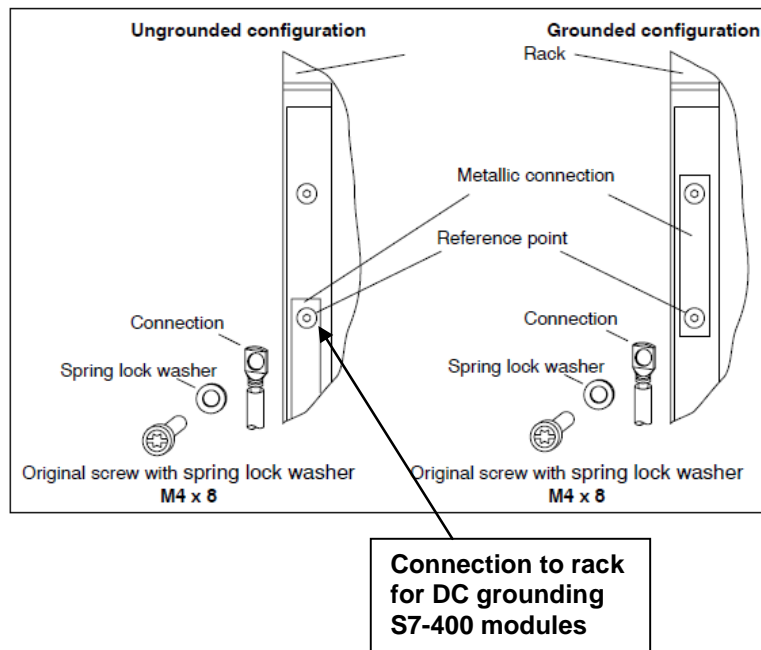 Ungrounded configuration
Grounded configuration
Rack
Metallic connection
Reference point
Connection
Spring lock washer
Original screw with spring lock washer
M4 x 8
Connection
Spring lock washer
Original screw with spring lock washer
M4 x 8
Connection to rack
for DC grounding
S7-400 modules